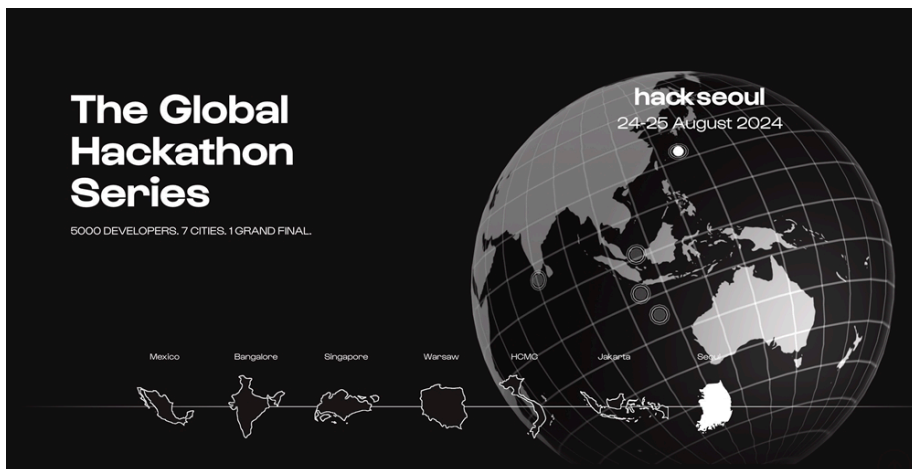 The Global
Hackathon
Series
5000 DEVELOPERS. 7 CITIES. 1 GRAND FINAL.
hack seoul
24-25 August 2024
Mexico
Bangalore
Singapore
Warsaw
HCMC
Jakarta
Seoul